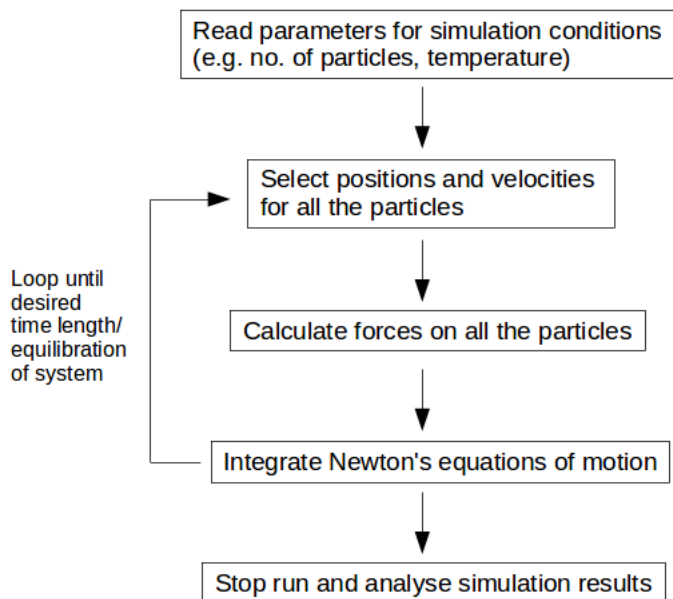 Read parameters for simulation conditions
(e.g. no. of particles, temperature)
Select positions and velocities
for all the particles
Loop until
desired
time length/
equilibration
of system
Calculate forces on all the particles
Integrate Newton's equations of motion
Stop run and analyse simulation results